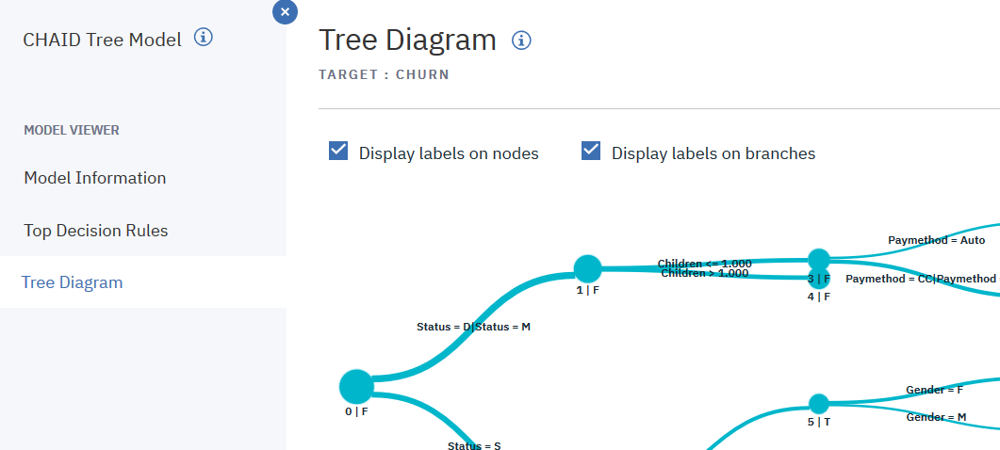 CHAID Tree Model
MODEL VIEWER
Model Information
Top Decision Rules
Tree Diagram
Tree Diagram
TARGET : CHURN
Display labels on nodes
Display labels on branches
Paymethod = Auto
Children <= 1.000
Children > 1.000
3 | F
Paymethod = CC|Paymethod
1 | F
4 | F
Status = D|Status = M
Gender = F
0 | F
Gender = M
5 | T
Status = S